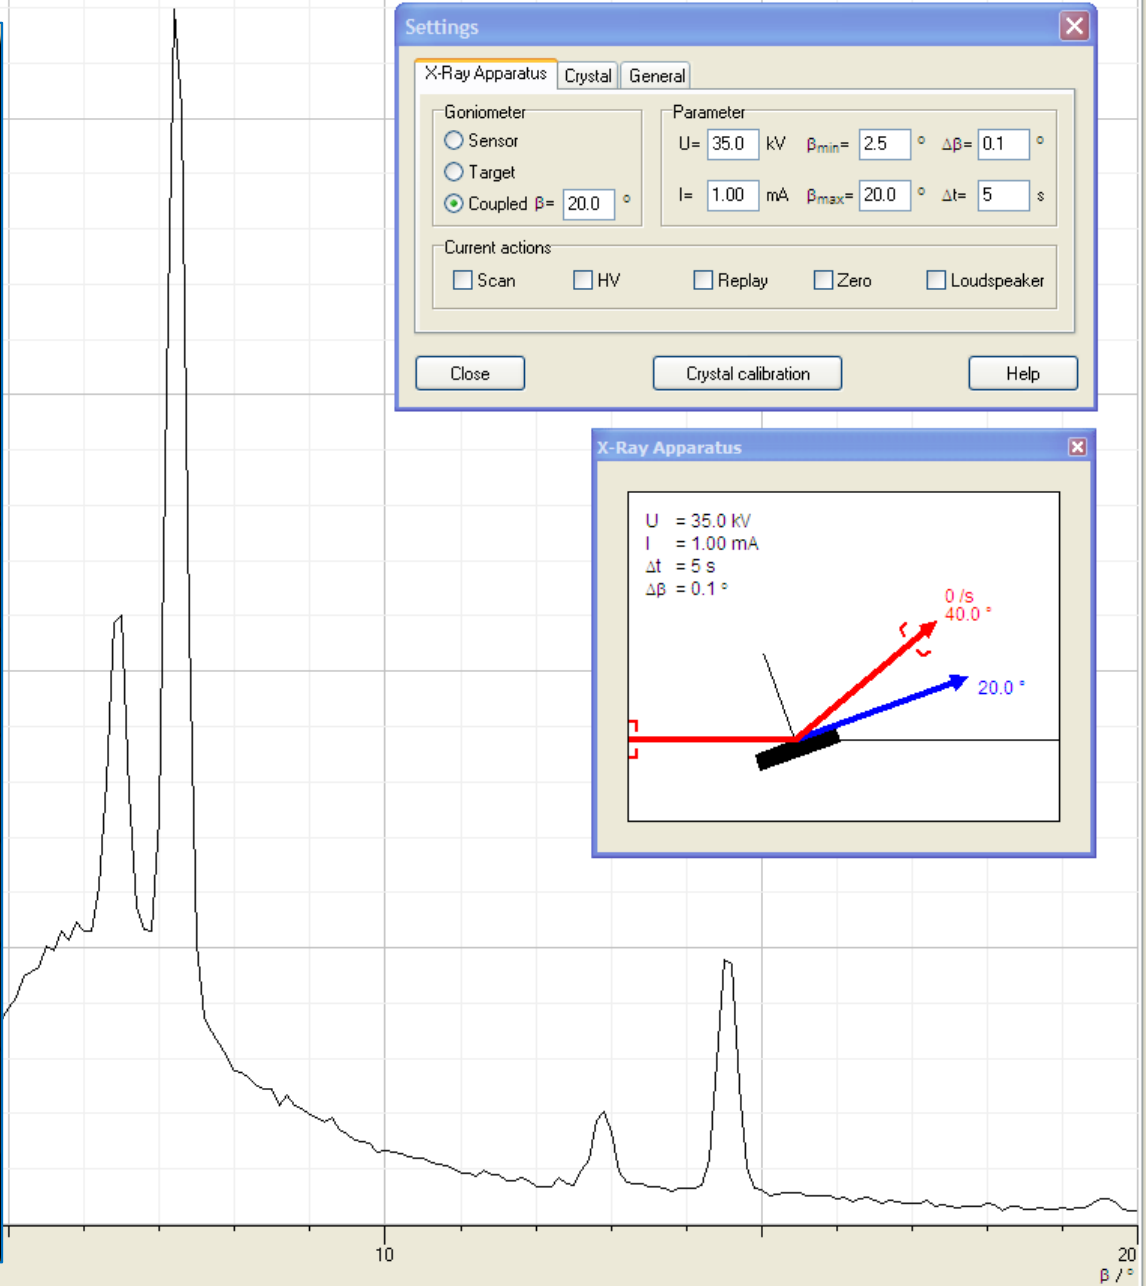 Settings
X-Ray Apparatus Crystal General
Goniometer
Sensor
Target
Coupled β= 20.0 °
Parameter
U= 35.0 kV βmin= 2.5 ° Δβ= 0.1 °
I= 1.00 mA βmax= 20.0 ° Δt= 5 s
Current actions
Scan HV Replay Zero Loudspeaker
Close Crystal calibration Help
X-Ray Apparatus
U = 35.0 kV
I = 1.00 mA
Δt = 5 s
Δβ = 0.1 °
0 /s
40.0 °
20.0 °
10 20
β / °